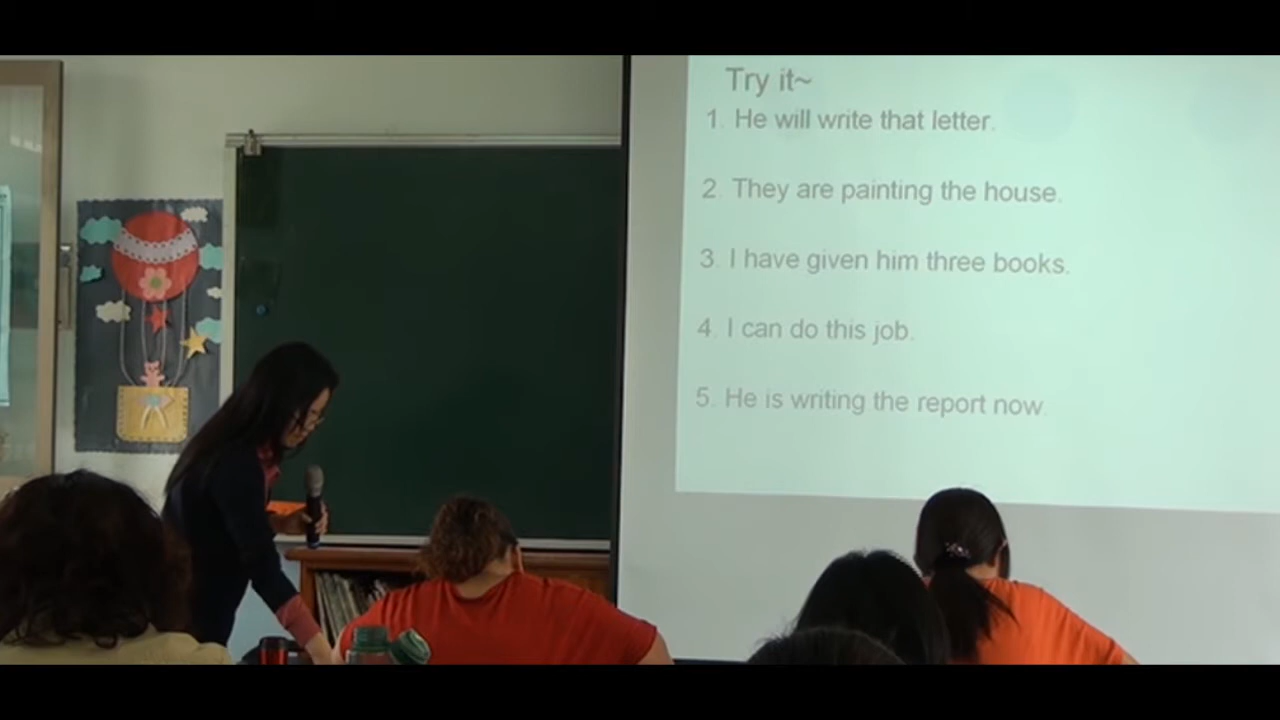 Try it~
1. He will write that letter.
2. They are painting the house.
3. I have given him three books.
4. I can do this job.
5. He is writing the report now.